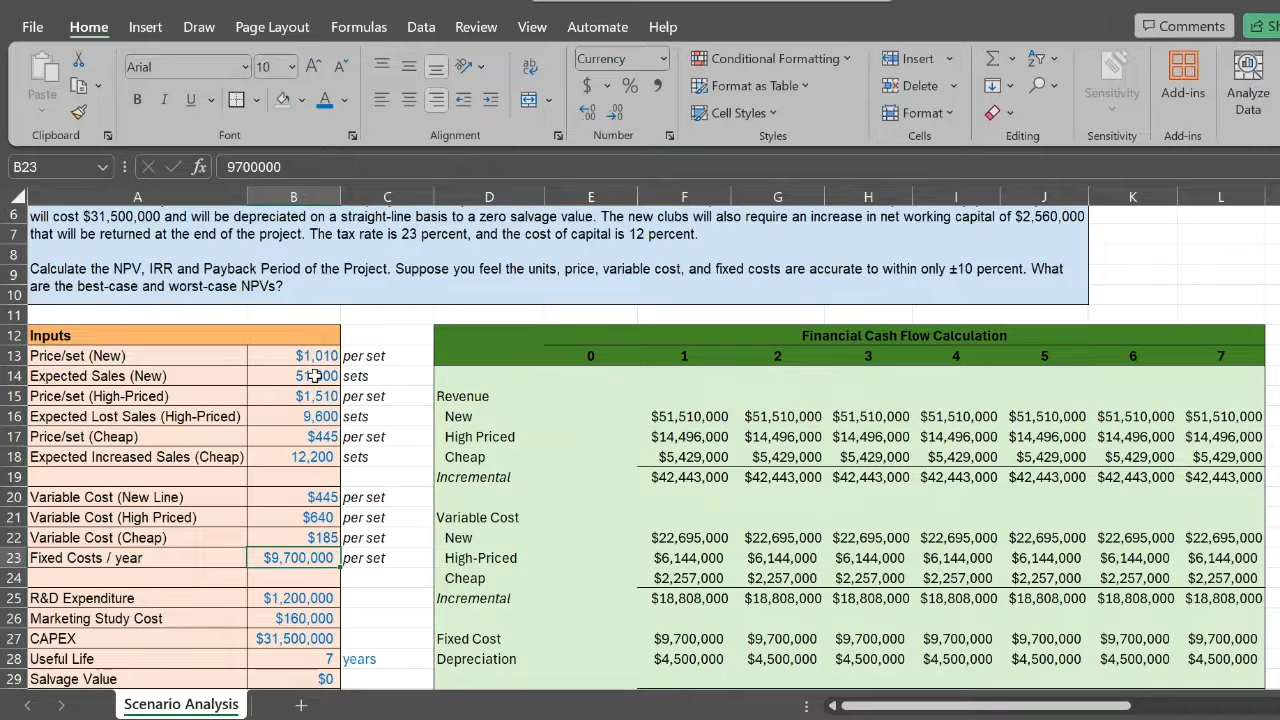 File Home Insert Draw Page Layout Formulas Data Review View Automate Help Comments
Paste Arial 10 B I U A Currency $ % Conditional Formatting Format as Table Cell Styles Insert Delete Format Sensitivity Add-ins Analyze Data
Clipboard Font Alignment Number Styles Cells Editing Sensitivity Add-ins
B23 fx 9700000
A B C D E F G H I J K L
6 will cost $31,500,000 and will be depreciated on a straight-line basis to a zero salvage value. The new clubs will also require an increase in net working capital of $2,560,000
7 that will be returned at the end of the project. The tax rate is 23 percent, and the cost of capital is 12 percent.
8
9 Calculate the NPV, IRR and Payback Period of the Project. Suppose you feel the units, price, variable cost, and fixed costs are accurate to within only ±10 percent. What
10 are the best-case and worst-case NPVs?
11
12 Inputs Financial Cash Flow Calculation
13 Price/set (New) $1,010 per set 0 1 2 3 4 5 6 7
14 Expected Sales (New) sets
15 Price/set (High-Priced) $1,510 per set Revenue
16 Expected Lost Sales (High-Priced) 9,600 sets New $51,510,000 $51,510,000 $51,510,000 $51,510,000 $51,510,000 $51,510,000 $51,510,000
17 Price/set (Cheap) $445 per set High Priced $14,496,000 $14,496,000 $14,496,000 $14,496,000 $14,496,000 $14,496,000 $14,496,000
18 Expected Increased Sales (Cheap) 12,200 sets Cheap $5,429,000 $5,429,000 $5,429,000 $5,429,000 $5,429,000 $5,429,000 $5,429,000
19 Incremental $42,443,000 $42,443,000 $42,443,000 $42,443,000 $42,443,000 $42,443,000 $42,443,000
20 Variable Cost (New Line) $445 per set
21 Variable Cost (High Priced) $640 per set Variable Cost
22 Variable Cost (Cheap) $185 per set New $22,695,000 $22,695,000 $22,695,000 $22,695,000 $22,695,000 $22,695,000 $22,695,000
23 Fixed Costs / year $9,700,000 per set High-Priced $6,144,000 $6,144,000 $6,144,000 $6,144,000 $6,144,000 $6,144,000 $6,144,000
24 Cheap $2,257,000 $2,257,000 $2,257,000 $2,257,000 $2,257,000 $2,257,000 $2,257,000
25 R&D Expenditure $1,200,000 Incremental $18,808,000 $18,808,000 $18,808,000 $18,808,000 $18,808,000 $18,808,000 $18,808,000
26 Marketing Study Cost $160,000
27 CAPEX $31,500,000 Fixed Cost $9,700,000 $9,700,000 $9,700,000 $9,700,000 $9,700,000 $9,700,000 $9,700,000
28 Useful Life 7 years Depreciation $4,500,000 $4,500,000 $4,500,000 $4,500,000 $4,500,000 $4,500,000 $4,500,000
29 Salvage Value $0
Scenario Analysis